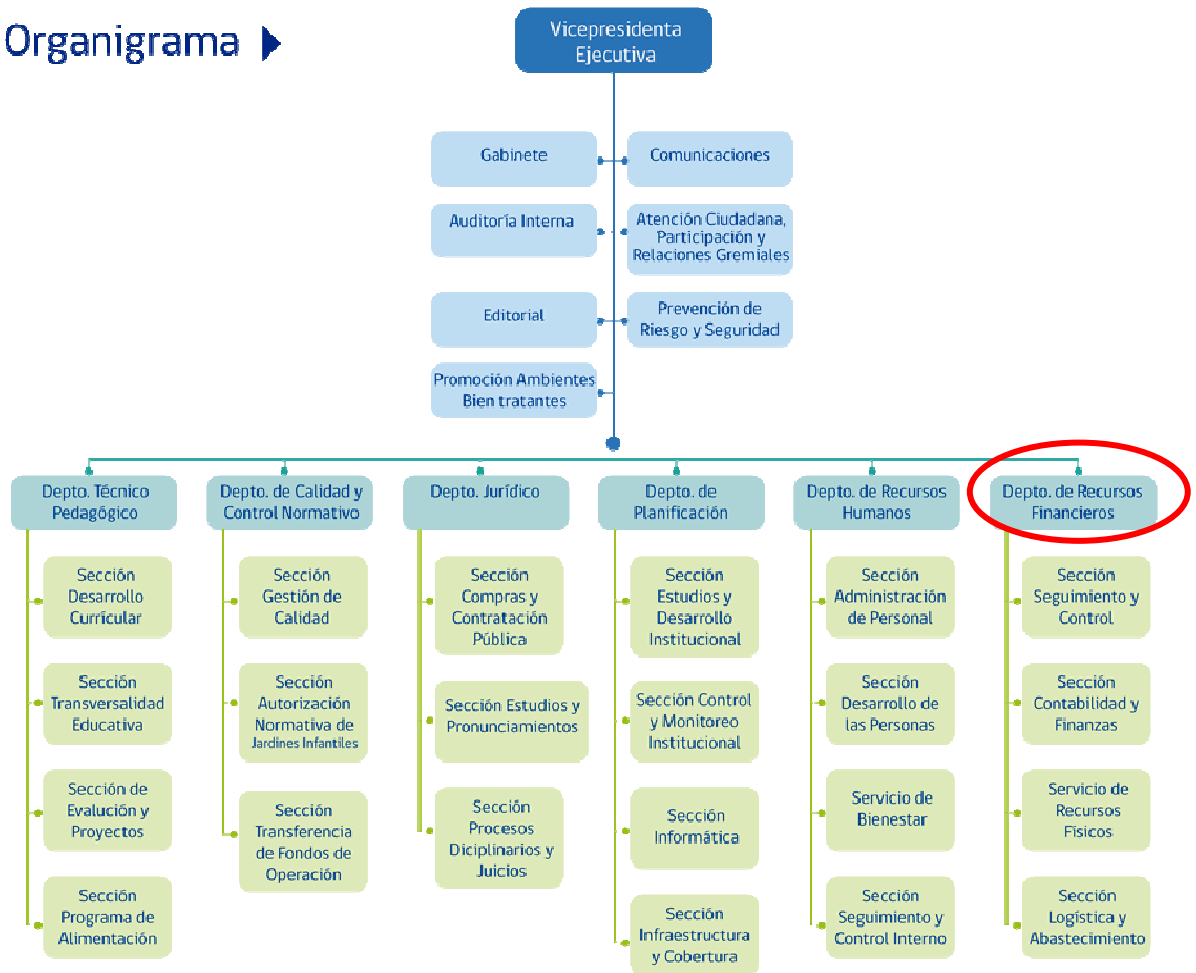 Organigrama
Vicepresidenta
Ejecutiva
Gabinete
Comunicaciones
Auditoría Interna
Atención Ciudadana,
Participación y
Relaciones Gremiales
Editorial
Prevención de
Riesgo y Seguridad
Promoción Ambientes
Bien tratantes
Depto. Técnico
Pedagógico
Sección
Desarrollo
Curricular
Sección
Transversalidad
Educativa
Sección de
Evalución y
Proyectos
Sección
Programa de
Alimentación
Depto. de Calidad y
Control Normativo
Sección
Gestión de
Calidad
Sección
Autorización
Normativa de
Jardines Infantiles
Sección
Transferencia
de Fondos de
Operación
Depto. Jurídico
Sección
Compras y
Contratación
Pública
Sección Estudios y
Pronunciamientos
Sección
Procesos
Diciplinarios y
Juicios
Depto. de
Planificación
Sección
Estudios y
Desarrollo
Institucional
Sección Control
y Monitoreo
Institucional
Sección
Informática
Sección
Infraestructura
y Cobertura
Depto. de Recursos
Humanos
Sección
Administración
de Personal
Sección
Desarrollo de
las Personas
Servicio de
Bienestar
Sección
Seguimiento y
Control Interno
Depto. de Recursos
Financieros
Sección
Seguimiento y
Control
Sección
Contabilidad y
Finanzas
Servicio de
Recursos
Físicos
Sección
Logística y
Abastecimiento